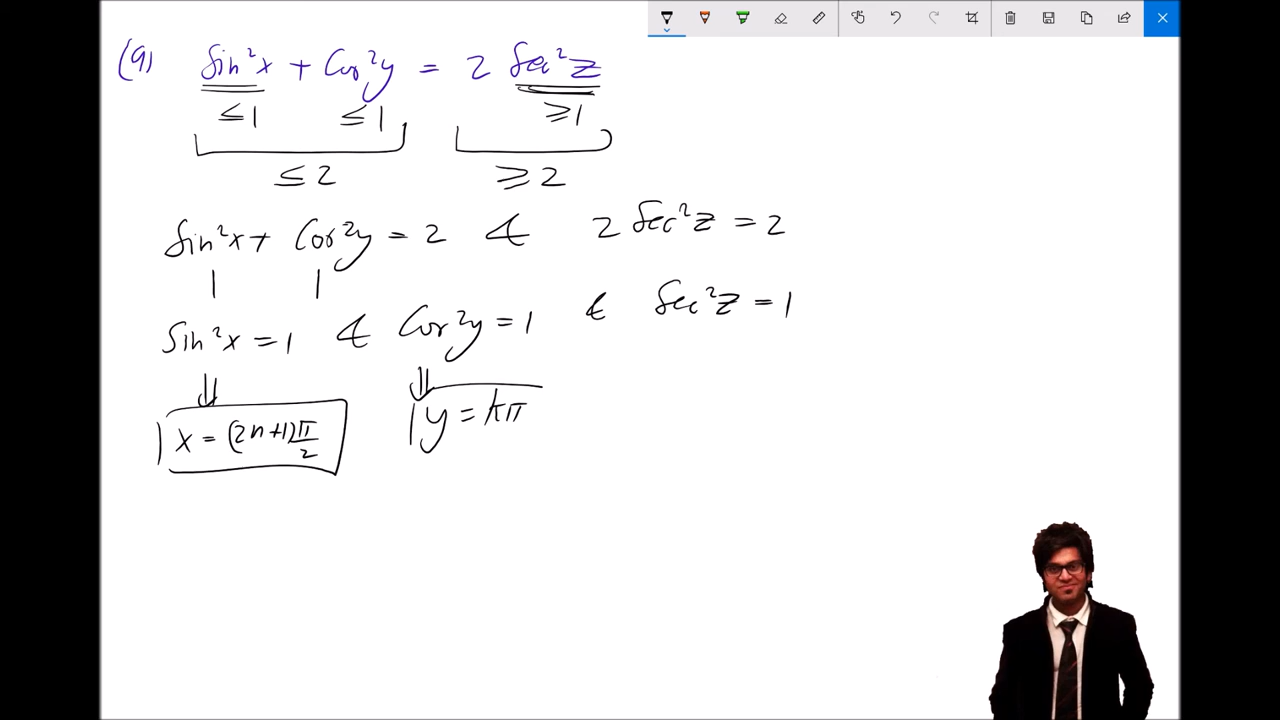 (9) Sin²x + Cos²y = 2 Sec²z
≤1 ≤1 ≥1
≤2 ≥2
Sin²x + Cos²y = 2 & 2 Sec²z = 2
1 1
Sin²x = 1 & Cos²y = 1 & Sec²z = 1
⇓ ⇓
x = (2n+1)π/2 y = kπ